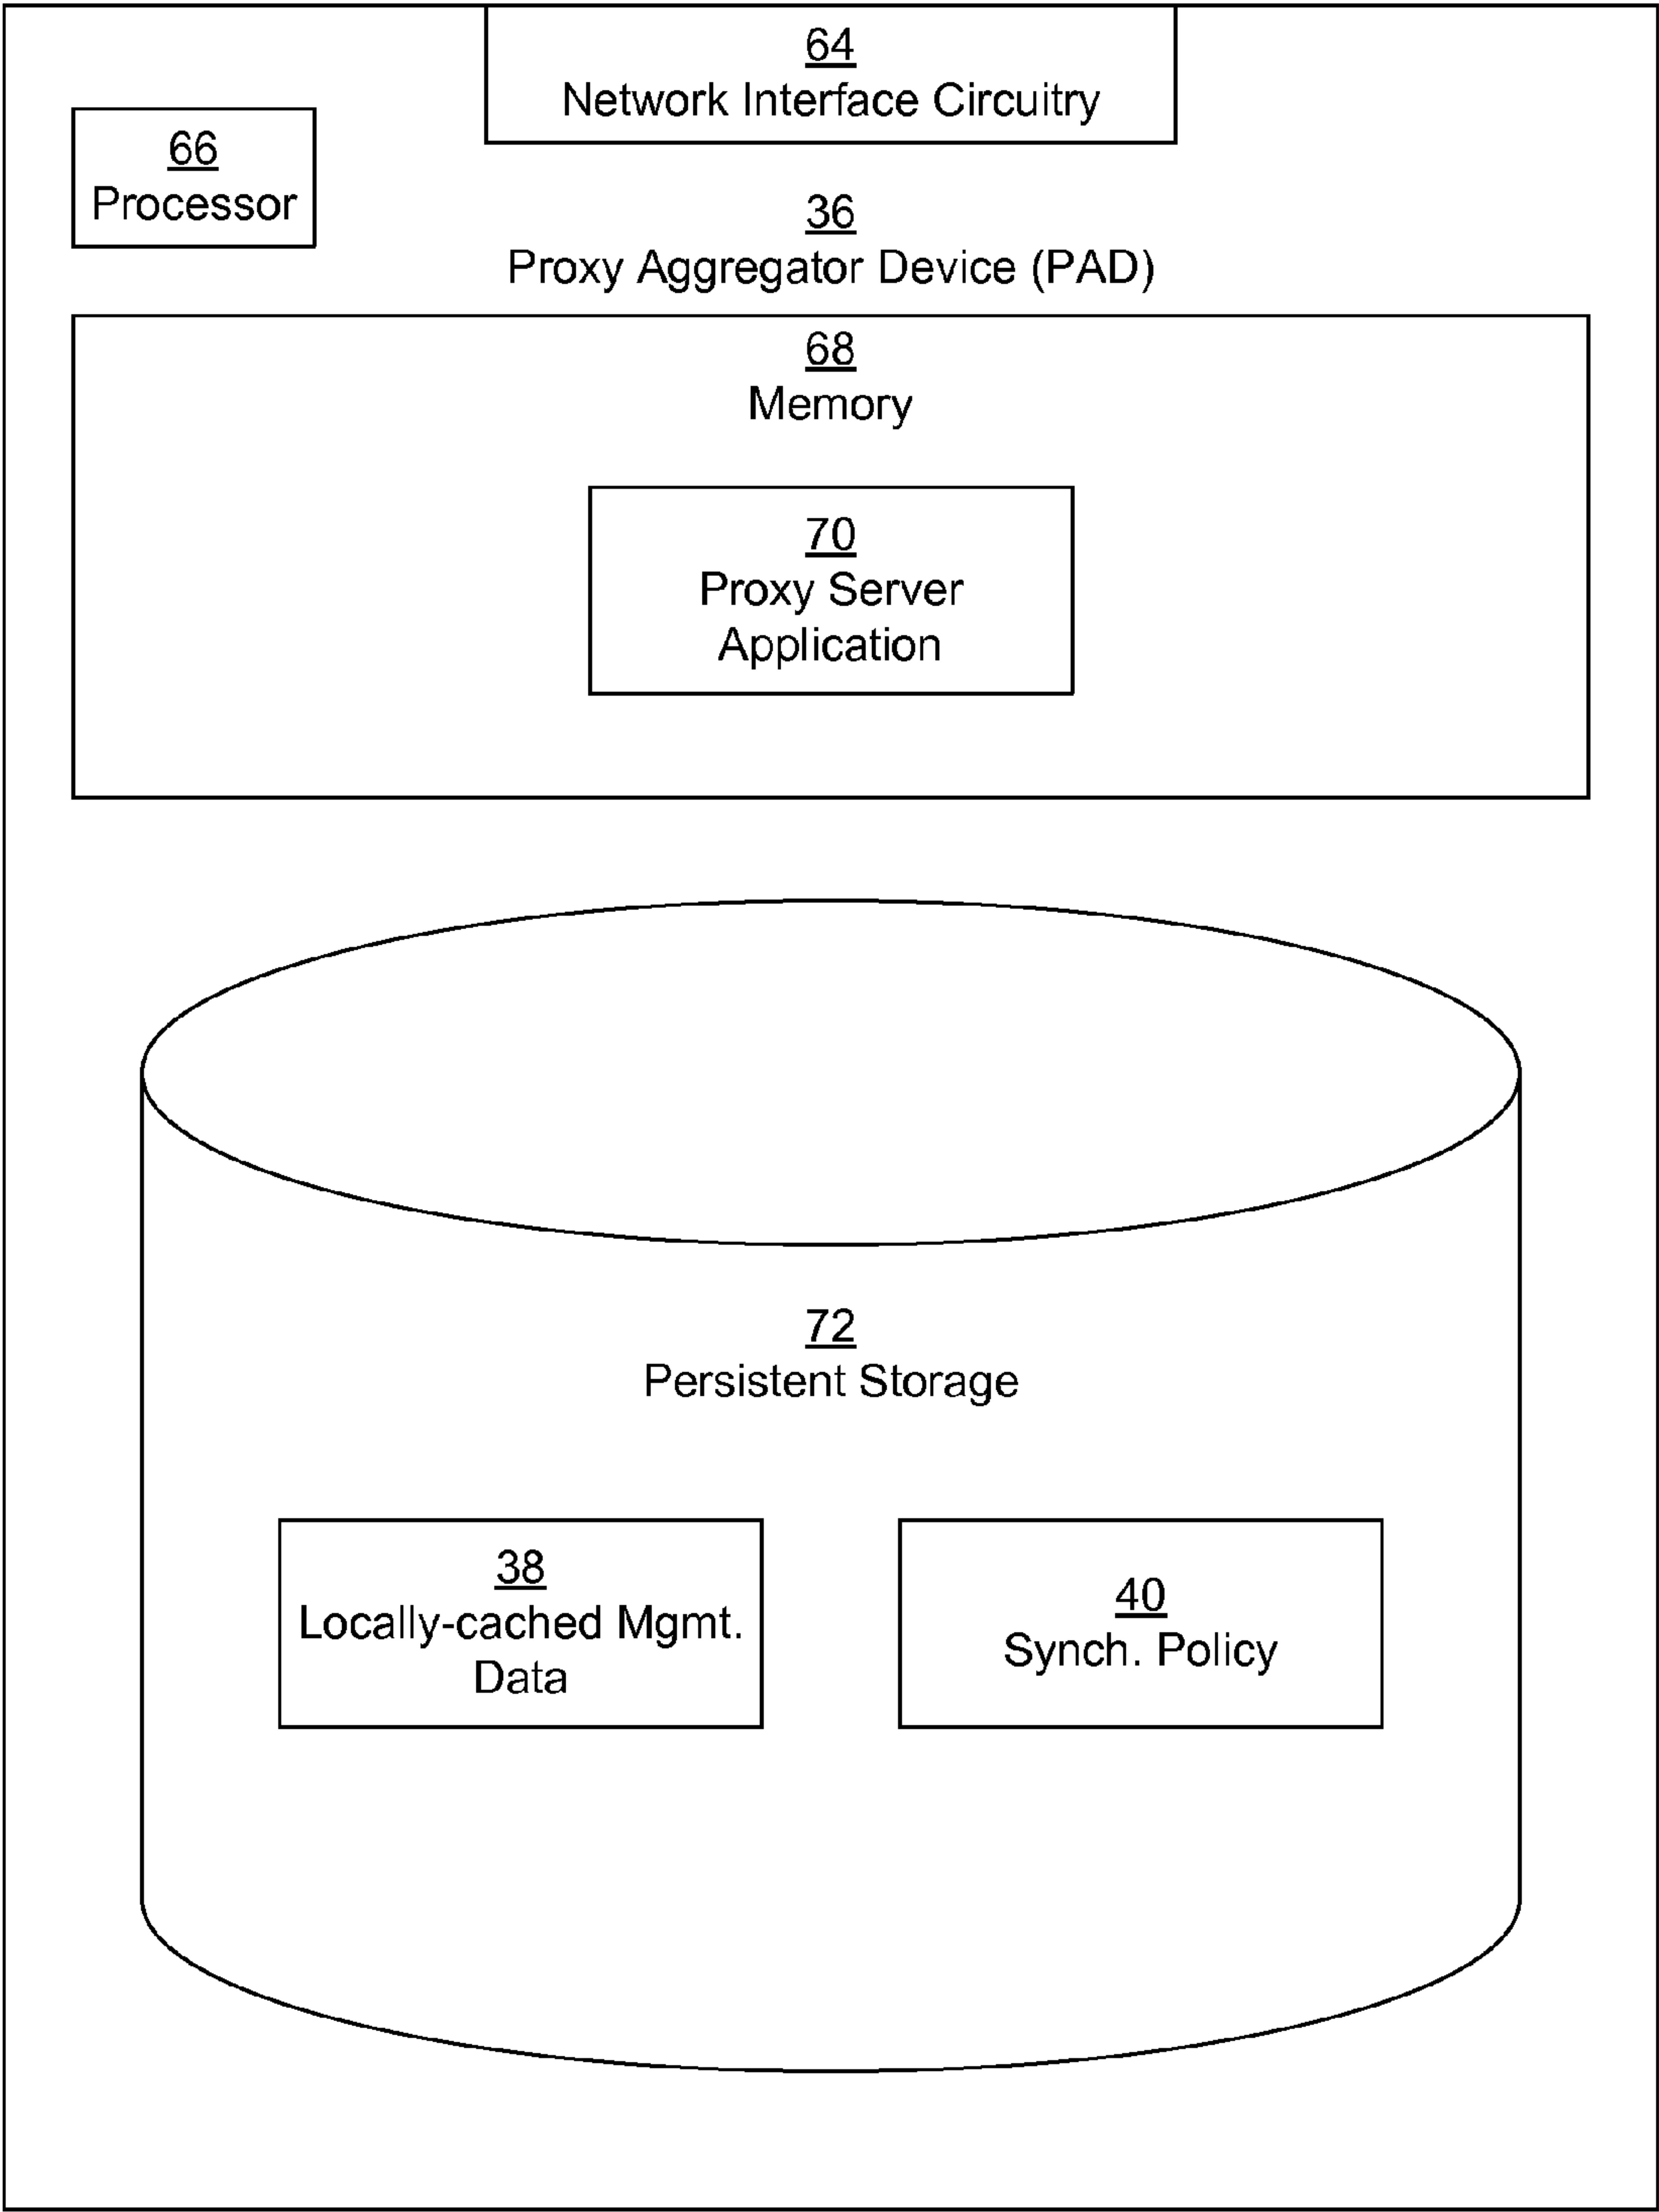 64
Network Interface Circuitry
66
Processor
36
Proxy Aggregator Device (PAD)
68
Memory
70
Proxy Server
Application
72
Persistent Storage
38
Locally-cached Mgmt.
Data
40
Synch. Policy